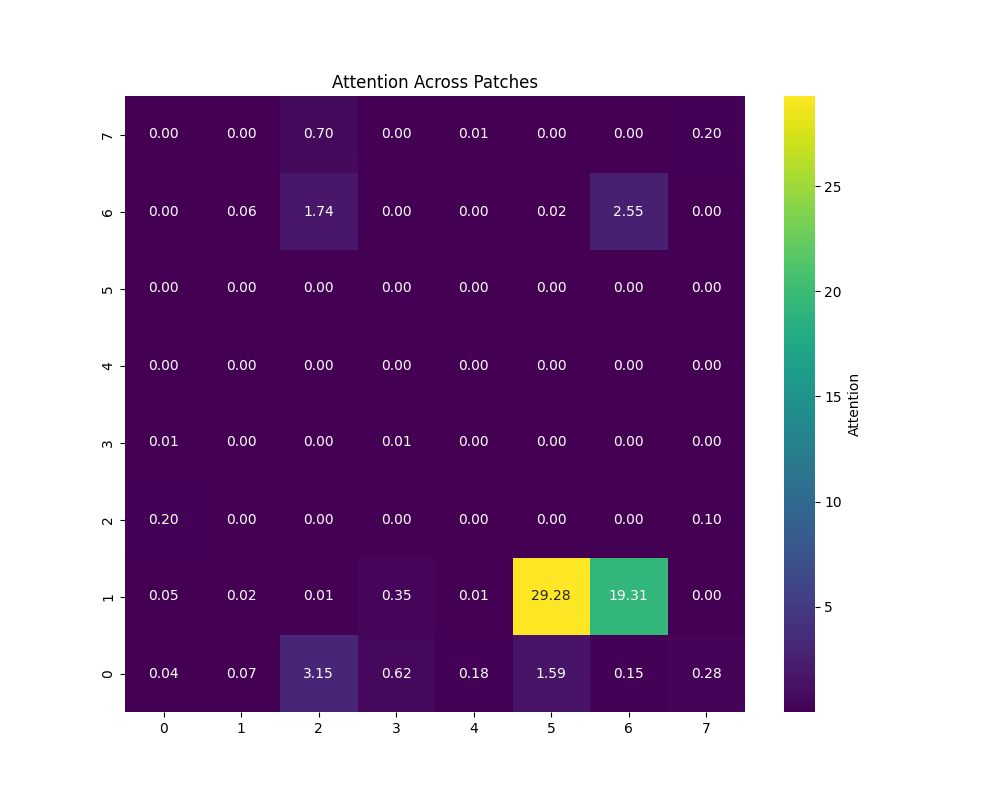 Attention Across Patches
7 0.00 0.00 0.70 0.00 0.01 0.00 0.00 0.20
6 0.00 0.06 1.74 0.00 0.00 0.02 2.55 0.00
5 0.00 0.00 0.00 0.00 0.00 0.00 0.00 0.00
4 0.00 0.00 0.00 0.00 0.00 0.00 0.00 0.00
3 0.01 0.00 0.00 0.01 0.00 0.00 0.00 0.00
2 0.20 0.00 0.00 0.00 0.00 0.00 0.00 0.10
1 0.05 0.02 0.01 0.35 0.01 29.28 19.31 0.00
0 0.04 0.07 3.15 0.62 0.18 1.59 0.15 0.28
0 1 2 3 4 5 6 7
25
20
15
10
5
Attention